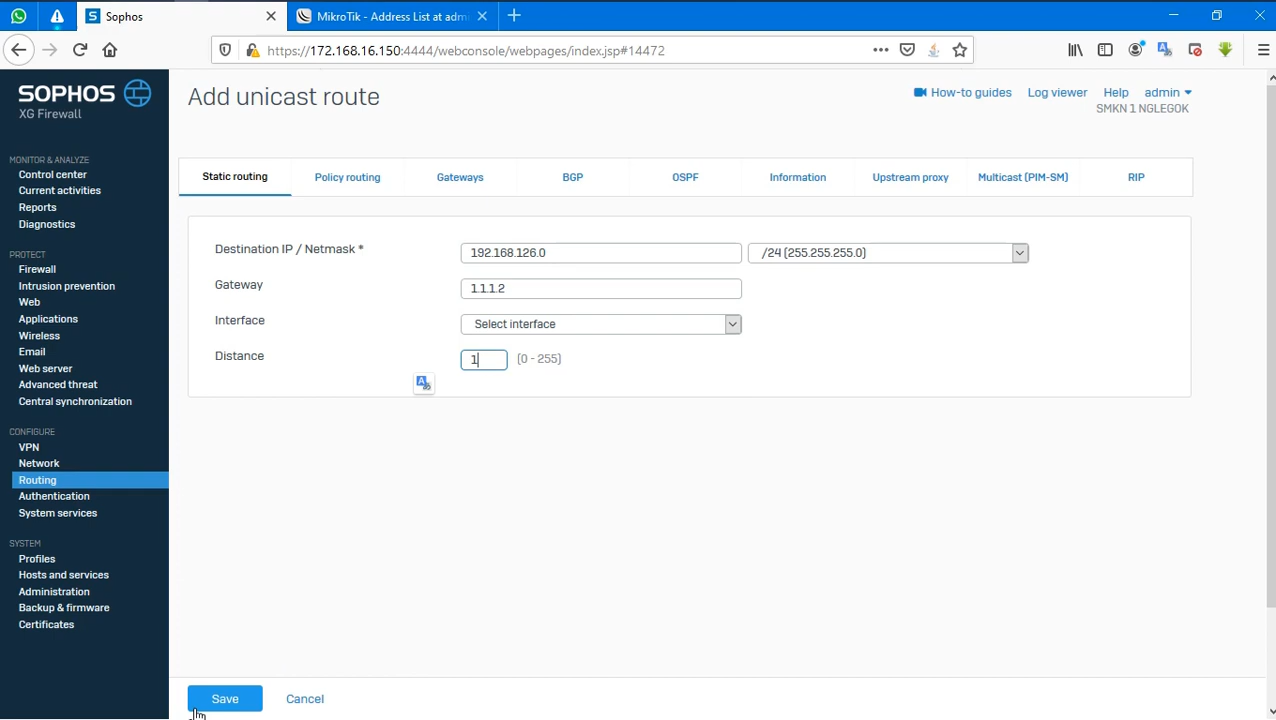 Sophos
MikroTik - Address List at adm
https://172.168.16.150:4444/webconsole/webpages/index.jsp#14472
SOPHOS
XG Firewall
Add unicast route
How-to guides
Log viewer
Help
admin
SMKN 1 NGLEGOK
MONITOR & ANALYZE
Control center
Current activities
Reports
Diagnostics
PROTECT
Firewall
Intrusion prevention
Web
Applications
Wireless
Email
Web server
Advanced threat
Central synchronization
CONFIGURE
VPN
Network
Routing
Authentication
System services
SYSTEM
Profiles
Hosts and services
Administration
Backup & firmware
Certificates
Static routing
Policy routing
Gateways
BGP
OSPF
Information
Upstream proxy
Multicast (PIM-SM)
RIP
Destination IP / Netmask *
192.168.126.0
/24 (255.255.255.0)
Gateway
1.1.1.2
Interface
Select interface
Distance
1
(0 - 255)
Save
Cancel